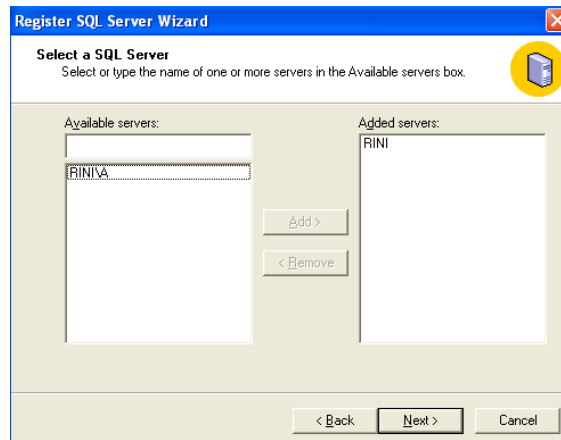 Register SQL Server Wizard
Select a SQL Server
Select or type the name of one or more servers in the Available servers box.
Available servers:
RINI\A
Add >
< Remove
Added servers:
RINI
< Back
Next >
Cancel